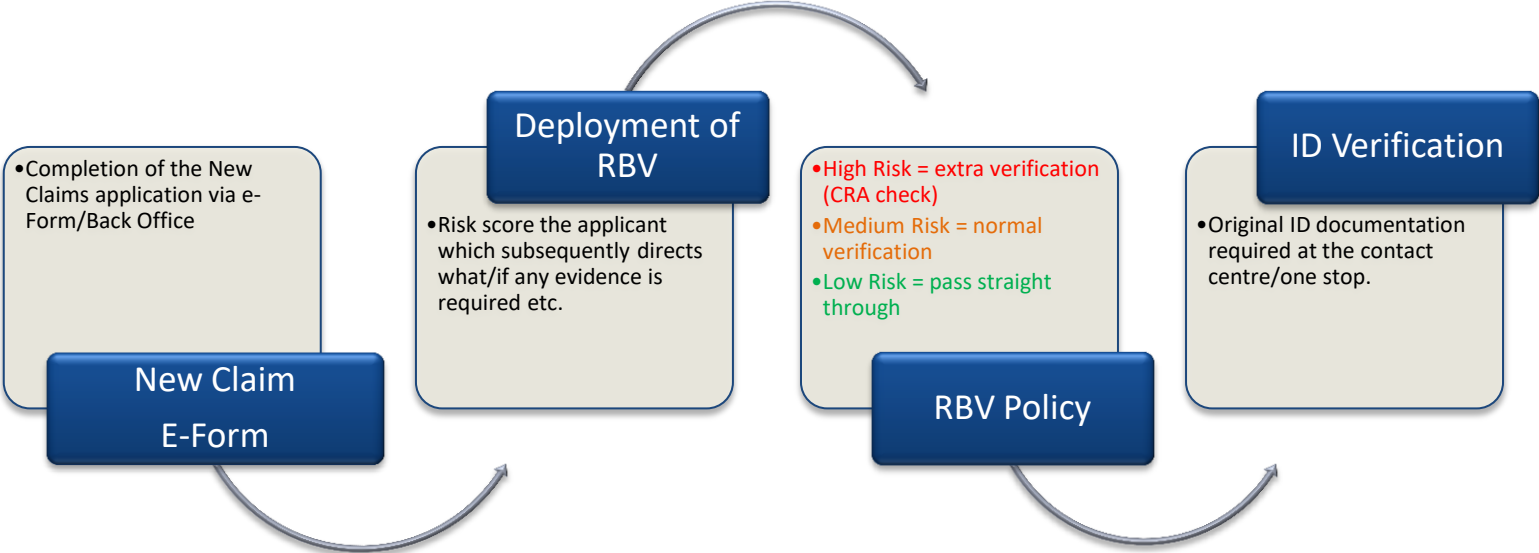 •Completion of the New
Claims application via e-
Form/Back Office
New Claim
E-Form
Deployment of
RBV
•Risk score the applicant
which subsequently directs
what/if any evidence is
required etc.
•High Risk = extra verification
(CRA check)
•Medium Risk = normal
verification
•Low Risk = pass straight
through
RBV Policy
ID Verification
•Original ID documentation
required at the contact
centre/one stop.